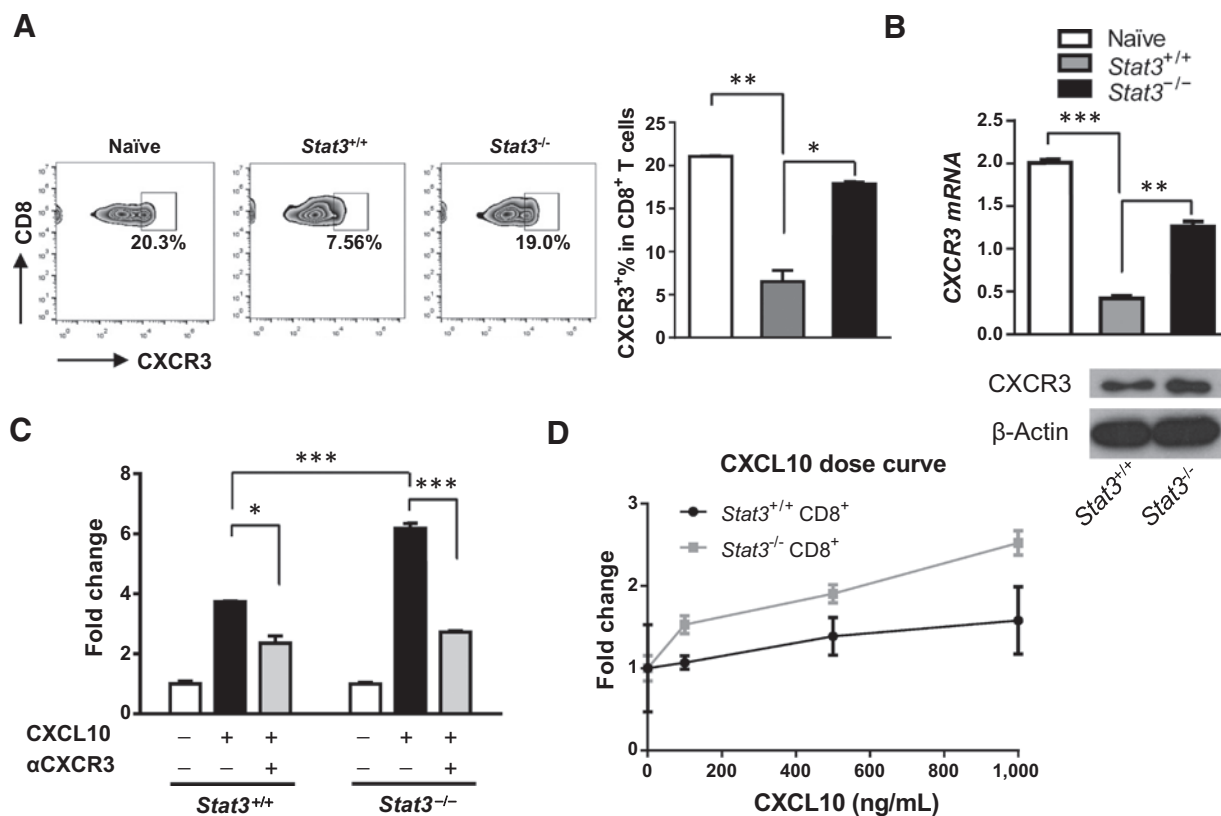 A
Naïve
Stat3+/+
Stat3-/-
20.3%
7.56%
19.0%
CD8
CXCR3
**
*
CXCR3+% in CD8+ T cells
25
20
15
10
5
0
B
Naïve
Stat3+/+
Stat3−/−
***
**
CXCR3 mRNA
2.5
2.0
1.5
1.0
0.5
0.0
CXCR3
β-Actin
Stat3+/+
Stat3-/-
C
***
*
***
Fold change
8
6
4
2
0
CXCL10 − + + − + +
αCXCR3 − − + − − +
Stat3+/+
Stat3−/−
D
CXCL10 dose curve
Stat3+/+ CD8+
Stat3-/- CD8+
Fold change
3
2
1
0
0 200 400 600 800 1,000
CXCL10 (ng/mL)